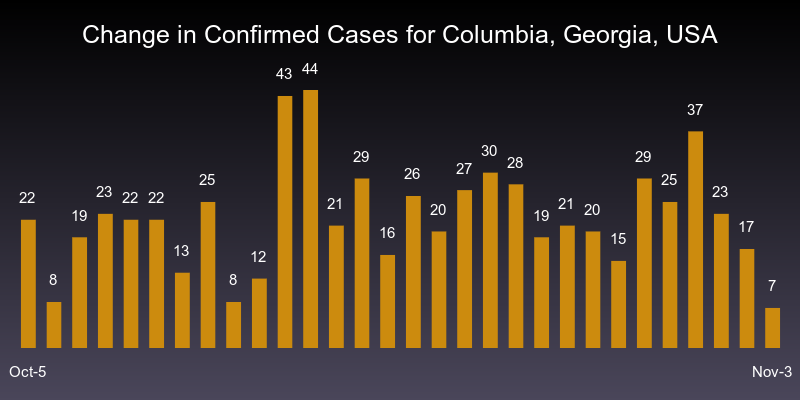 Change in Confirmed Cases for Columbia, Georgia, USA
22 8 19 23 22 22 13 25 8 12 43 44 21 29 16 26 20 27 30 28 19 21 20 15 29 25 37 23 17 7
Oct-5 Nov-3